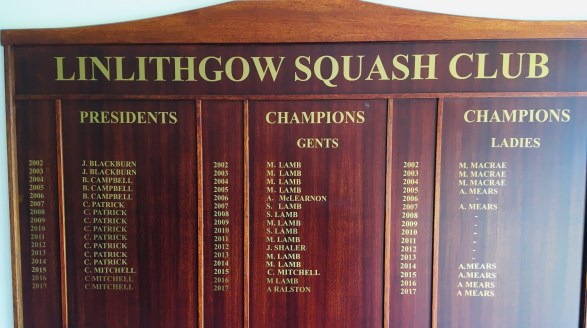 LINLITHGOW SQUASH CLUB
PRESIDENTS CHAMPIONS CHAMPIONS
GENTS LADIES
2002 J. BLACKBURN 2002 M. LAMB 2002 M. MACRAE
2003 J. BLACKBURN 2003 M. LAMB 2003 M. MACRAE
2004 B. CAMPBELL 2004 M. LAMB 2004 M. MACRAE
2005 B. CAMPBELL 2005 M. LAMB 2005 A. MEARS
2006 B. CAMPBELL 2006 A. McLEARNON 2006
2007 C. PATRICK 2007 S. LAMB 2007 A. MEARS
2008 C. PATRICK 2008 S. LAMB 2008
2009 C. PATRICK 2009 M. LAMB 2009 -
2010 C. PATRICK 2010 S. LAMB 2010 -
2011 C. PATRICK 2011 M. LAMB 2011 -
2012 C. PATRICK 2012 J. SHALER 2012 -
2013 C. PATRICK 2013 M. LAMB 2013 -
2014 C. PATRICK 2014 M. LAMB 2014 A.MEARS
2015 C. MITCHELL 2015 C. MITCHELL 2015 A.MEARS
2016 C MITCHELL 2016 M LAMB 2016 A MEARS
2017 C MITCHELL 2017 A RALSTON 2017 A MEARS